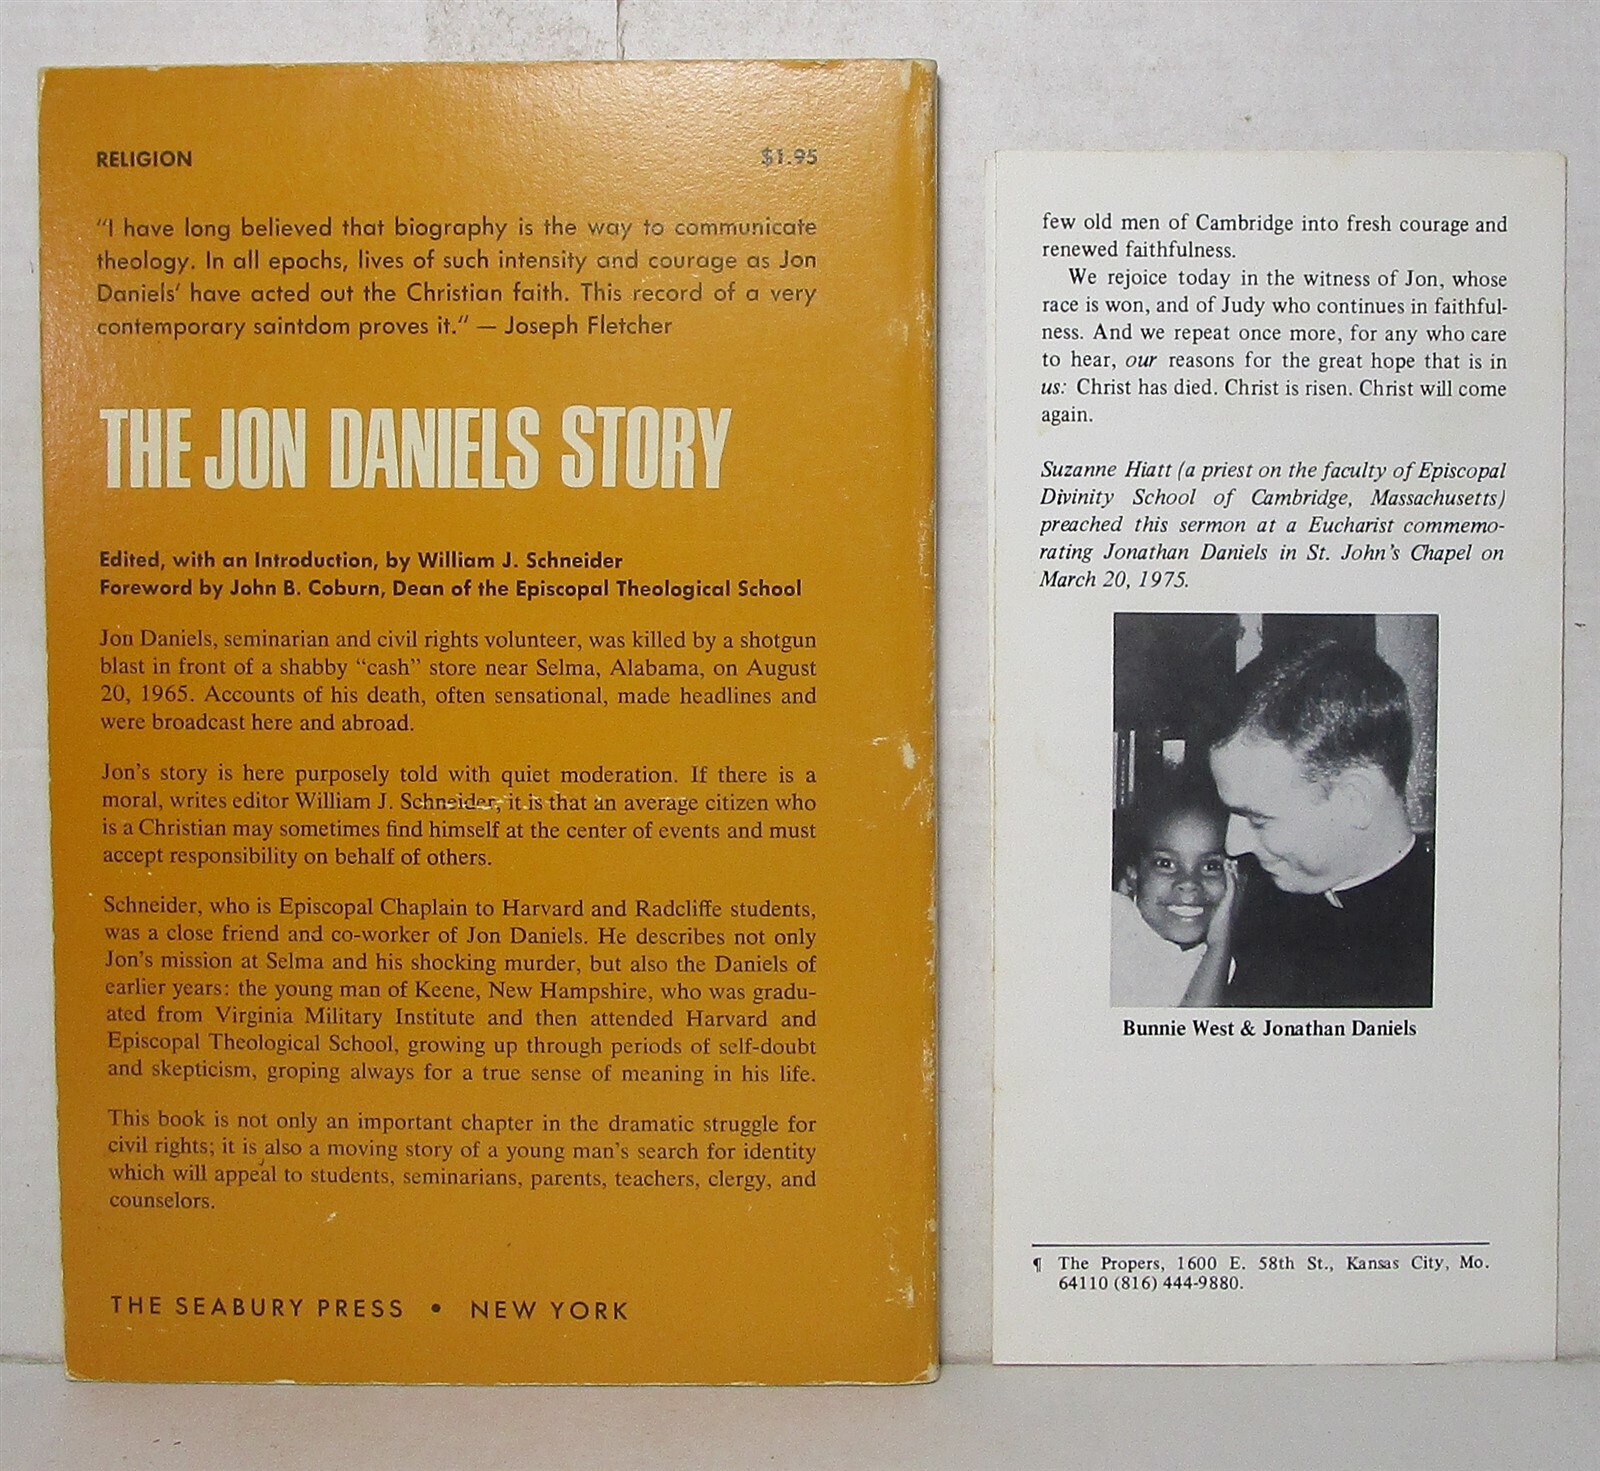 RELIGION
$1.95
"I have long believed that biography is the way to communicate
theology. In all epochs, lives of such intensity and courage as Jon
Daniels' have acted out the Christian faith. This record of a very
contemporary saintdom proves it." — Joseph Fletcher
THE JON DANIELS STORY
Edited, with an Introduction, by William J. Schneider
Foreword by John B. Coburn, Dean of the Episcopal Theological School
Jon Daniels, seminarian and civil rights volunteer, was killed by a shotgun
blast in front of a shabby "cash" store near Selma, Alabama, on August
20, 1965. Accounts of his death, often sensational, made headlines and
were broadcast here and abroad.
Jon's story is here purposely told with quiet moderation. If there is a
moral, writes editor William J. Schneider, it is that an average citizen who
is a Christian may sometimes find himself at the center of events and must
accept responsibility on behalf of others.
Schneider, who is Episcopal Chaplain to Harvard and Radcliffe students,
was a close friend and co-worker of Jon Daniels. He describes not only
Jon's mission at Selma and his shocking murder, but also the Daniels of
earlier years: the young man of Keene, New Hampshire, who was gradu-
ated from Virginia Military Institute and then attended Harvard and
Episcopal Theological School, growing up through periods of self-doubt
and skepticism, groping always for a true sense of meaning in his life.
This book is not only an important chapter in the dramatic struggle for
civil rights; it is also a moving story of a young man's search for identity
which will appeal to students, seminarians, parents, teachers, clergy, and
counselors.
THE SEABURY PRESS • NEW YORK
few old men of Cambridge into fresh courage and
renewed faithfulness.
We rejoice today in the witness of Jon, whose
race is won, and of Judy who continues in faithful-
ness. And we repeat once more, for any who care
to hear, our reasons for the great hope that is in
us: Christ has died. Christ is risen. Christ will come
again.
Suzanne Hiatt (a priest on the faculty of Episcopal
Divinity School of Cambridge, Massachusetts)
preached this sermon at a Eucharist commemo-
rating Jonathan Daniels in St. John's Chapel on
March 20, 1975.
Bunnie West & Jonathan Daniels
¶ The Propers, 1600 E. 58th St., Kansas City, Mo.
64110 (816) 444-9880.